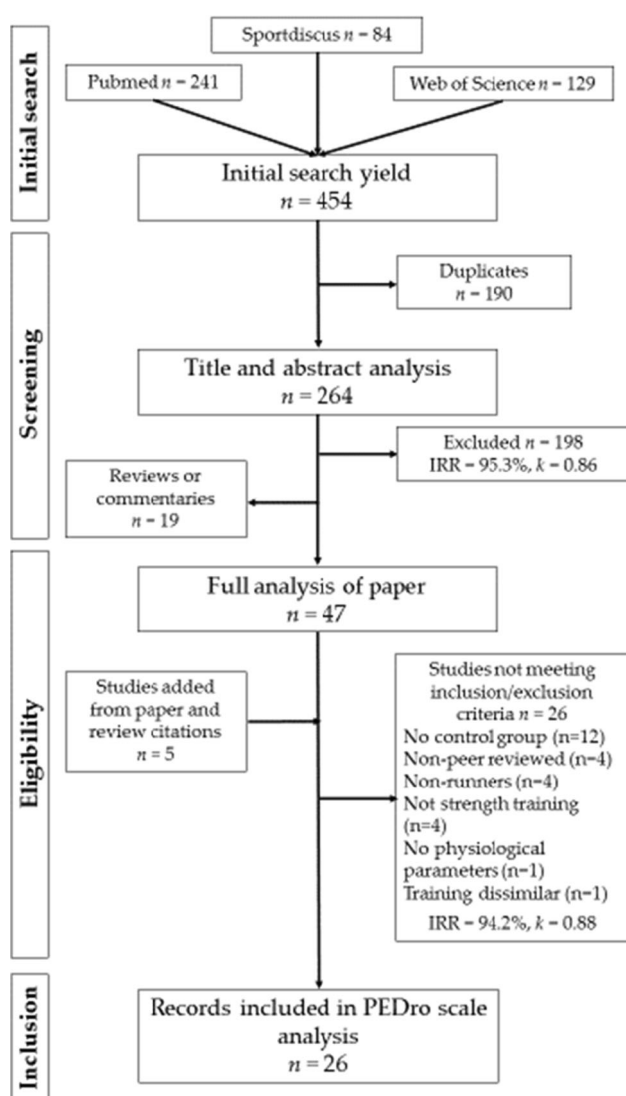 Initial search
Sportdiscus n = 84
Pubmed n = 241
Web of Science n = 129
Initial search yield
n = 454
Screening
Duplicates
n = 190
Title and abstract analysis
n = 264
Excluded n = 198
IRR = 95.3%, k = 0.86
Reviews or
commentaries
n = 19
Eligibility
Full analysis of paper
n = 47
Studies added
from paper and
review citations
n = 5
Studies not meeting
inclusion/exclusion
criteria n = 26
No control group (n=12)
Non-peer reviewed (n=4)
Non-runners (n=4)
Not strength training
(n=4)
No physiological
parameters (n=1)
Training dissimilar (n=1)
IRR = 94.2%, k = 0.88
Inclusion
Records included in PEDro scale
analysis
n = 26